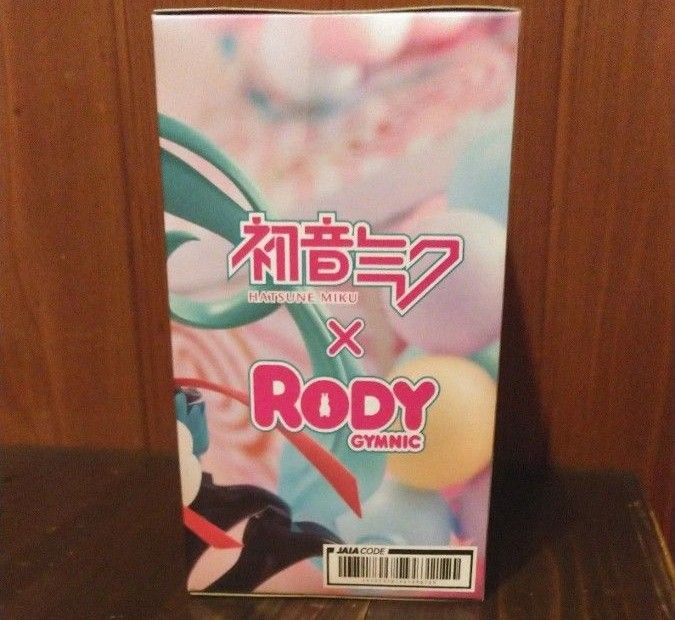 初音ミク
HATSUNE MIKU
×
RODY
GYMNIC
JAIA CODE